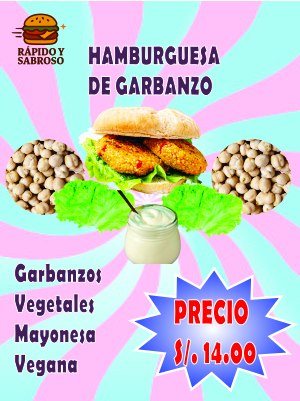 RÁPIDO Y
SABROSO
HAMBURGUESA
DE GARBANZO
Garbanzos
Vegetales
Mayonesa
Vegana
PRECIO
S/. 14.00